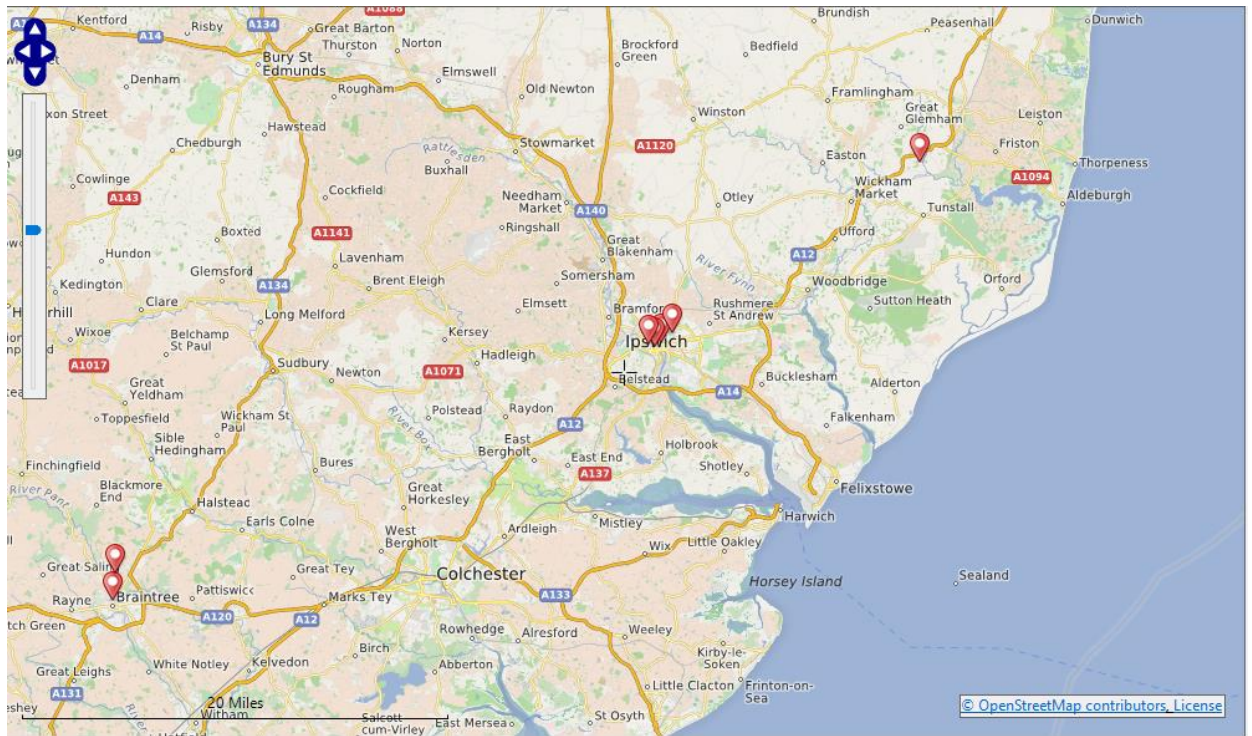 A1088
Brundish
Kentford
Risby
A134
Great Barton
Peasenhall
Dunwich
A14
Thurston
Norton
Brockford
Green
Bedfield
Bury St
Edmunds
Elmswell
Denham
Rougham
Old Newton
Framlingham
Winston
Great
Glemham
Leiston
xon Street
Hawstead
Chedburgh
Rattlesden
Stowmarket
A1120
Friston
Buxhall
Easton
Thorpeness
Cowlinge
Cockfield
Wickham
Market
A1094
A143
Needham
Market
Otley
Aldeburgh
A140
Tunstall
Ringshall
Boxted
A1141
Great
Blakenham
Ufford
Hundon
Lavenham
A12
River Fynn
Glemsford
Somersham
Woodbridge
Orford
Kedington
A134
Brent Eleigh
Clare
Elmsett
Sutton Heath
Long Melford
Bramford
Rushmere
St Andrew
Wixoe
Belchamp
St Paul
Kersey
Ipswich
Hadleigh
A1017
Sudbury
Newton
A1071
Belstead
Bucklesham
Alderton
Great
Yeldham
A14
Toppesfield
Wickham St
Paul
Polstead
Raydon
A12
Falkenham
Sible
Hedingham
River Box
East
Bergholt
Holbrook
East End
Finchingfield
Bures
A137
Shotley
Blackmore
End
River Pant
Great
Horkesley
Felixstowe
Halstead
Harwich
Earls Colne
West
Bergholt
Ardleigh
Mistley
Wix
Little Oakley
Great Saling
Great Tey
Colchester
Horsey Island
Sealand
Rayne
Braintree
Pattiswick
Marks Tey
A133
A120
A12
tch Green
Rowhedge
Alresford
Weeley
Birch
Kirby-le-
Soken
Great Leighs
White Notley
Kelvedon
Abberton
Little Clacton
Frinton-on-
Sea
A131
20 Miles
Witham
River
Salcott
cum-Virley
East Mersea
St Osyth
© OpenStreetMap contributors, License